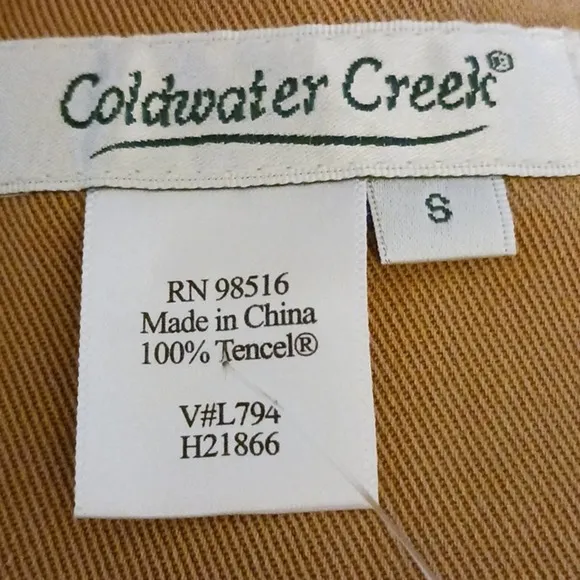 Coldwater Creek®
S
RN 98516
Made in China
100% Tencel®
V#L794
H21866